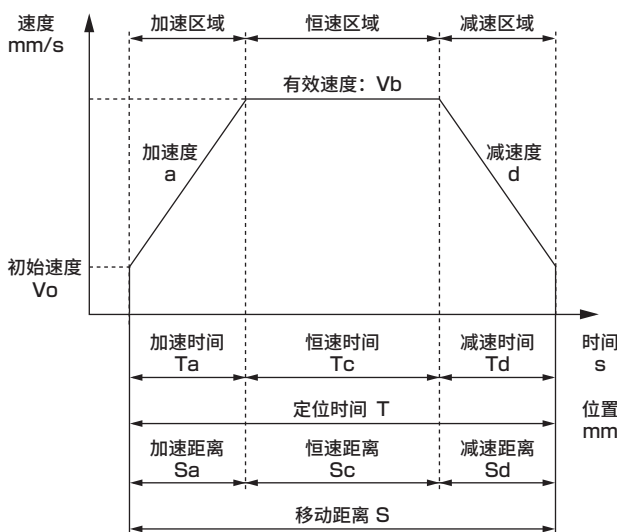 速度
mm/s
加速区域
恒速区域
减速区域
有效速度：Vb
加速度
a
减速度
d
初始速度
Vo
加速时间
Ta
恒速时间
Tc
减速时间
Td
时间
s
定位时间 T
位置
mm
加速距离
Sa
恒速距离
Sc
减速距离
Sd
移动距离 S